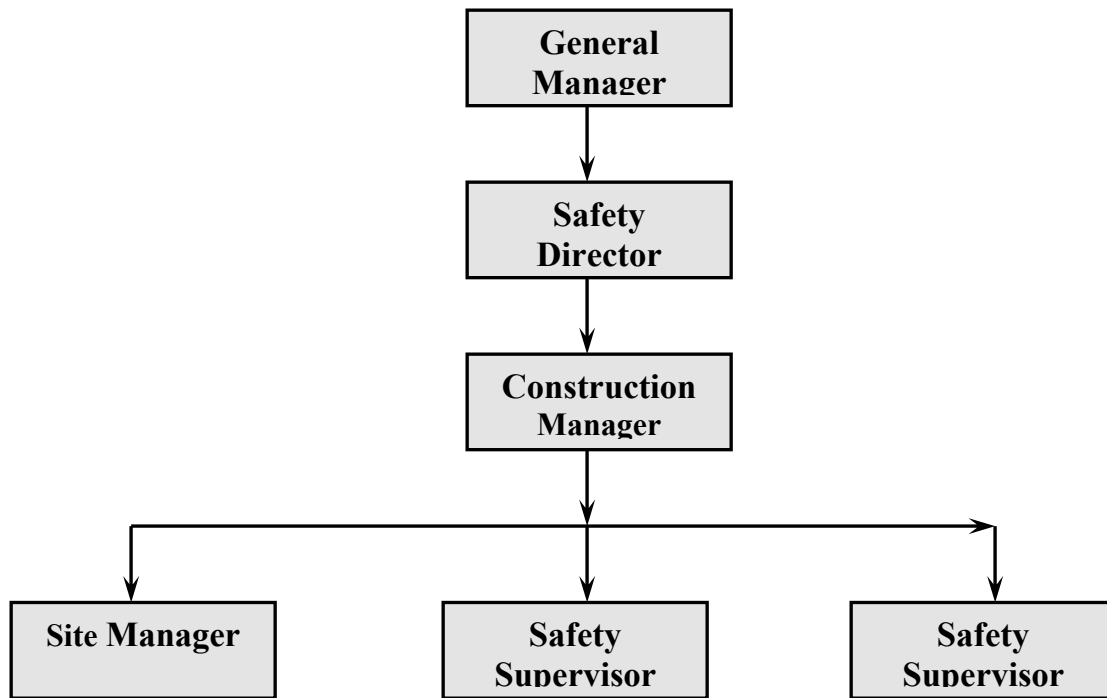 General
Manager
Safety
Director
Construction
Manager
Site Manager
Safety
Supervisor
Safety
Supervisor